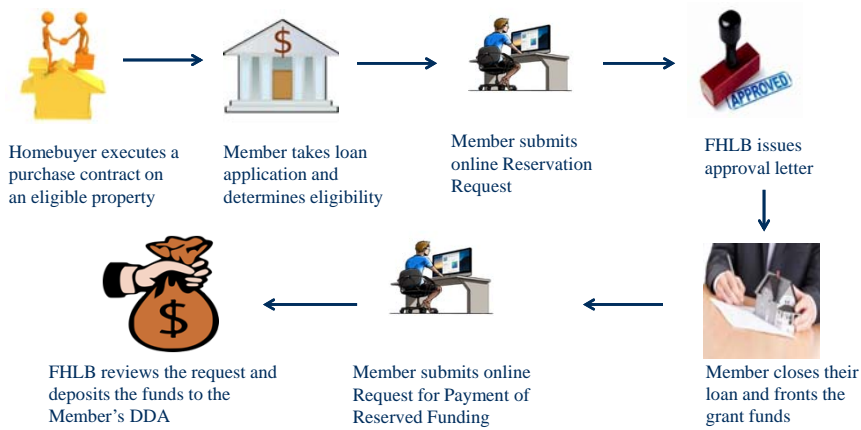 $
APPROVED
Homebuyer executes a
purchase contract on
an eligible property
Member takes loan
application and
determines eligibility
Member submits
online Reservation
Request
FHLB issues
approval letter
$
FHLB reviews the request and
deposits the funds to the
Member's DDA
Member submits online
Request for Payment of
Reserved Funding
Member closes their
loan and fronts the
grant funds